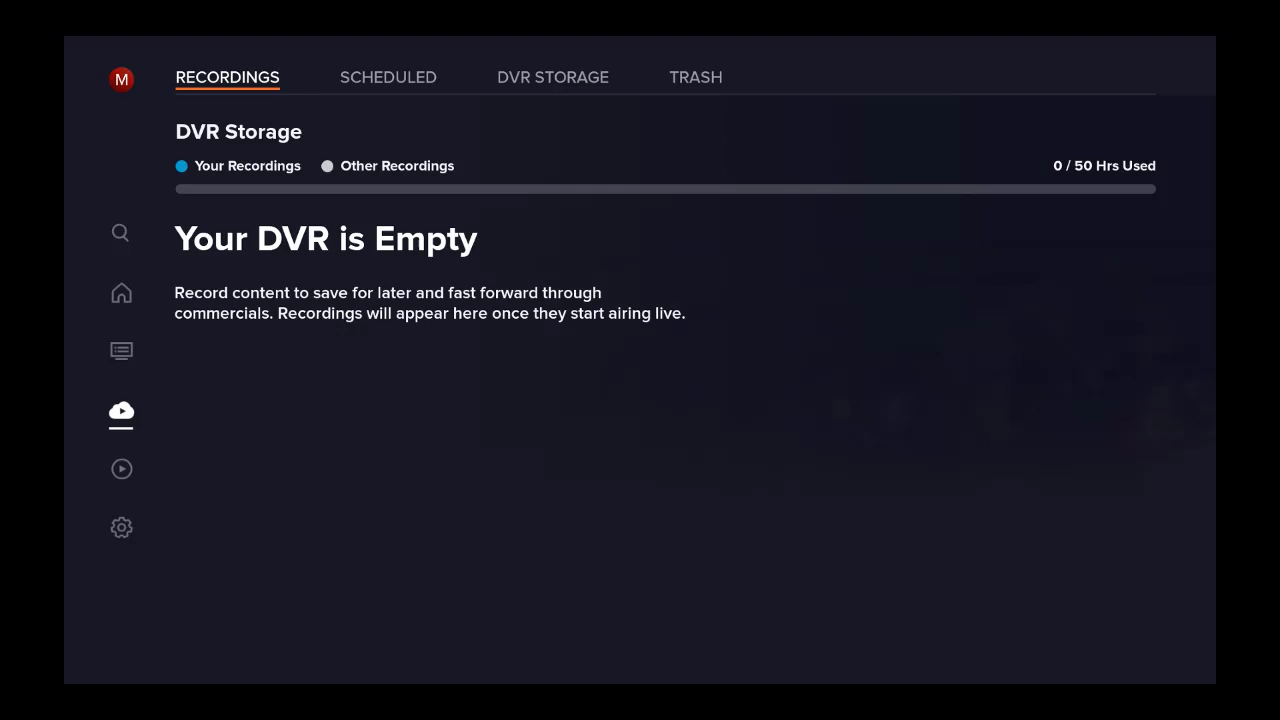 M
RECORDINGS SCHEDULED DVR STORAGE TRASH
DVR Storage
Your Recordings Other Recordings 0 / 50 Hrs Used
Your DVR is Empty
Record content to save for later and fast forward through
commercials. Recordings will appear here once they start airing live.